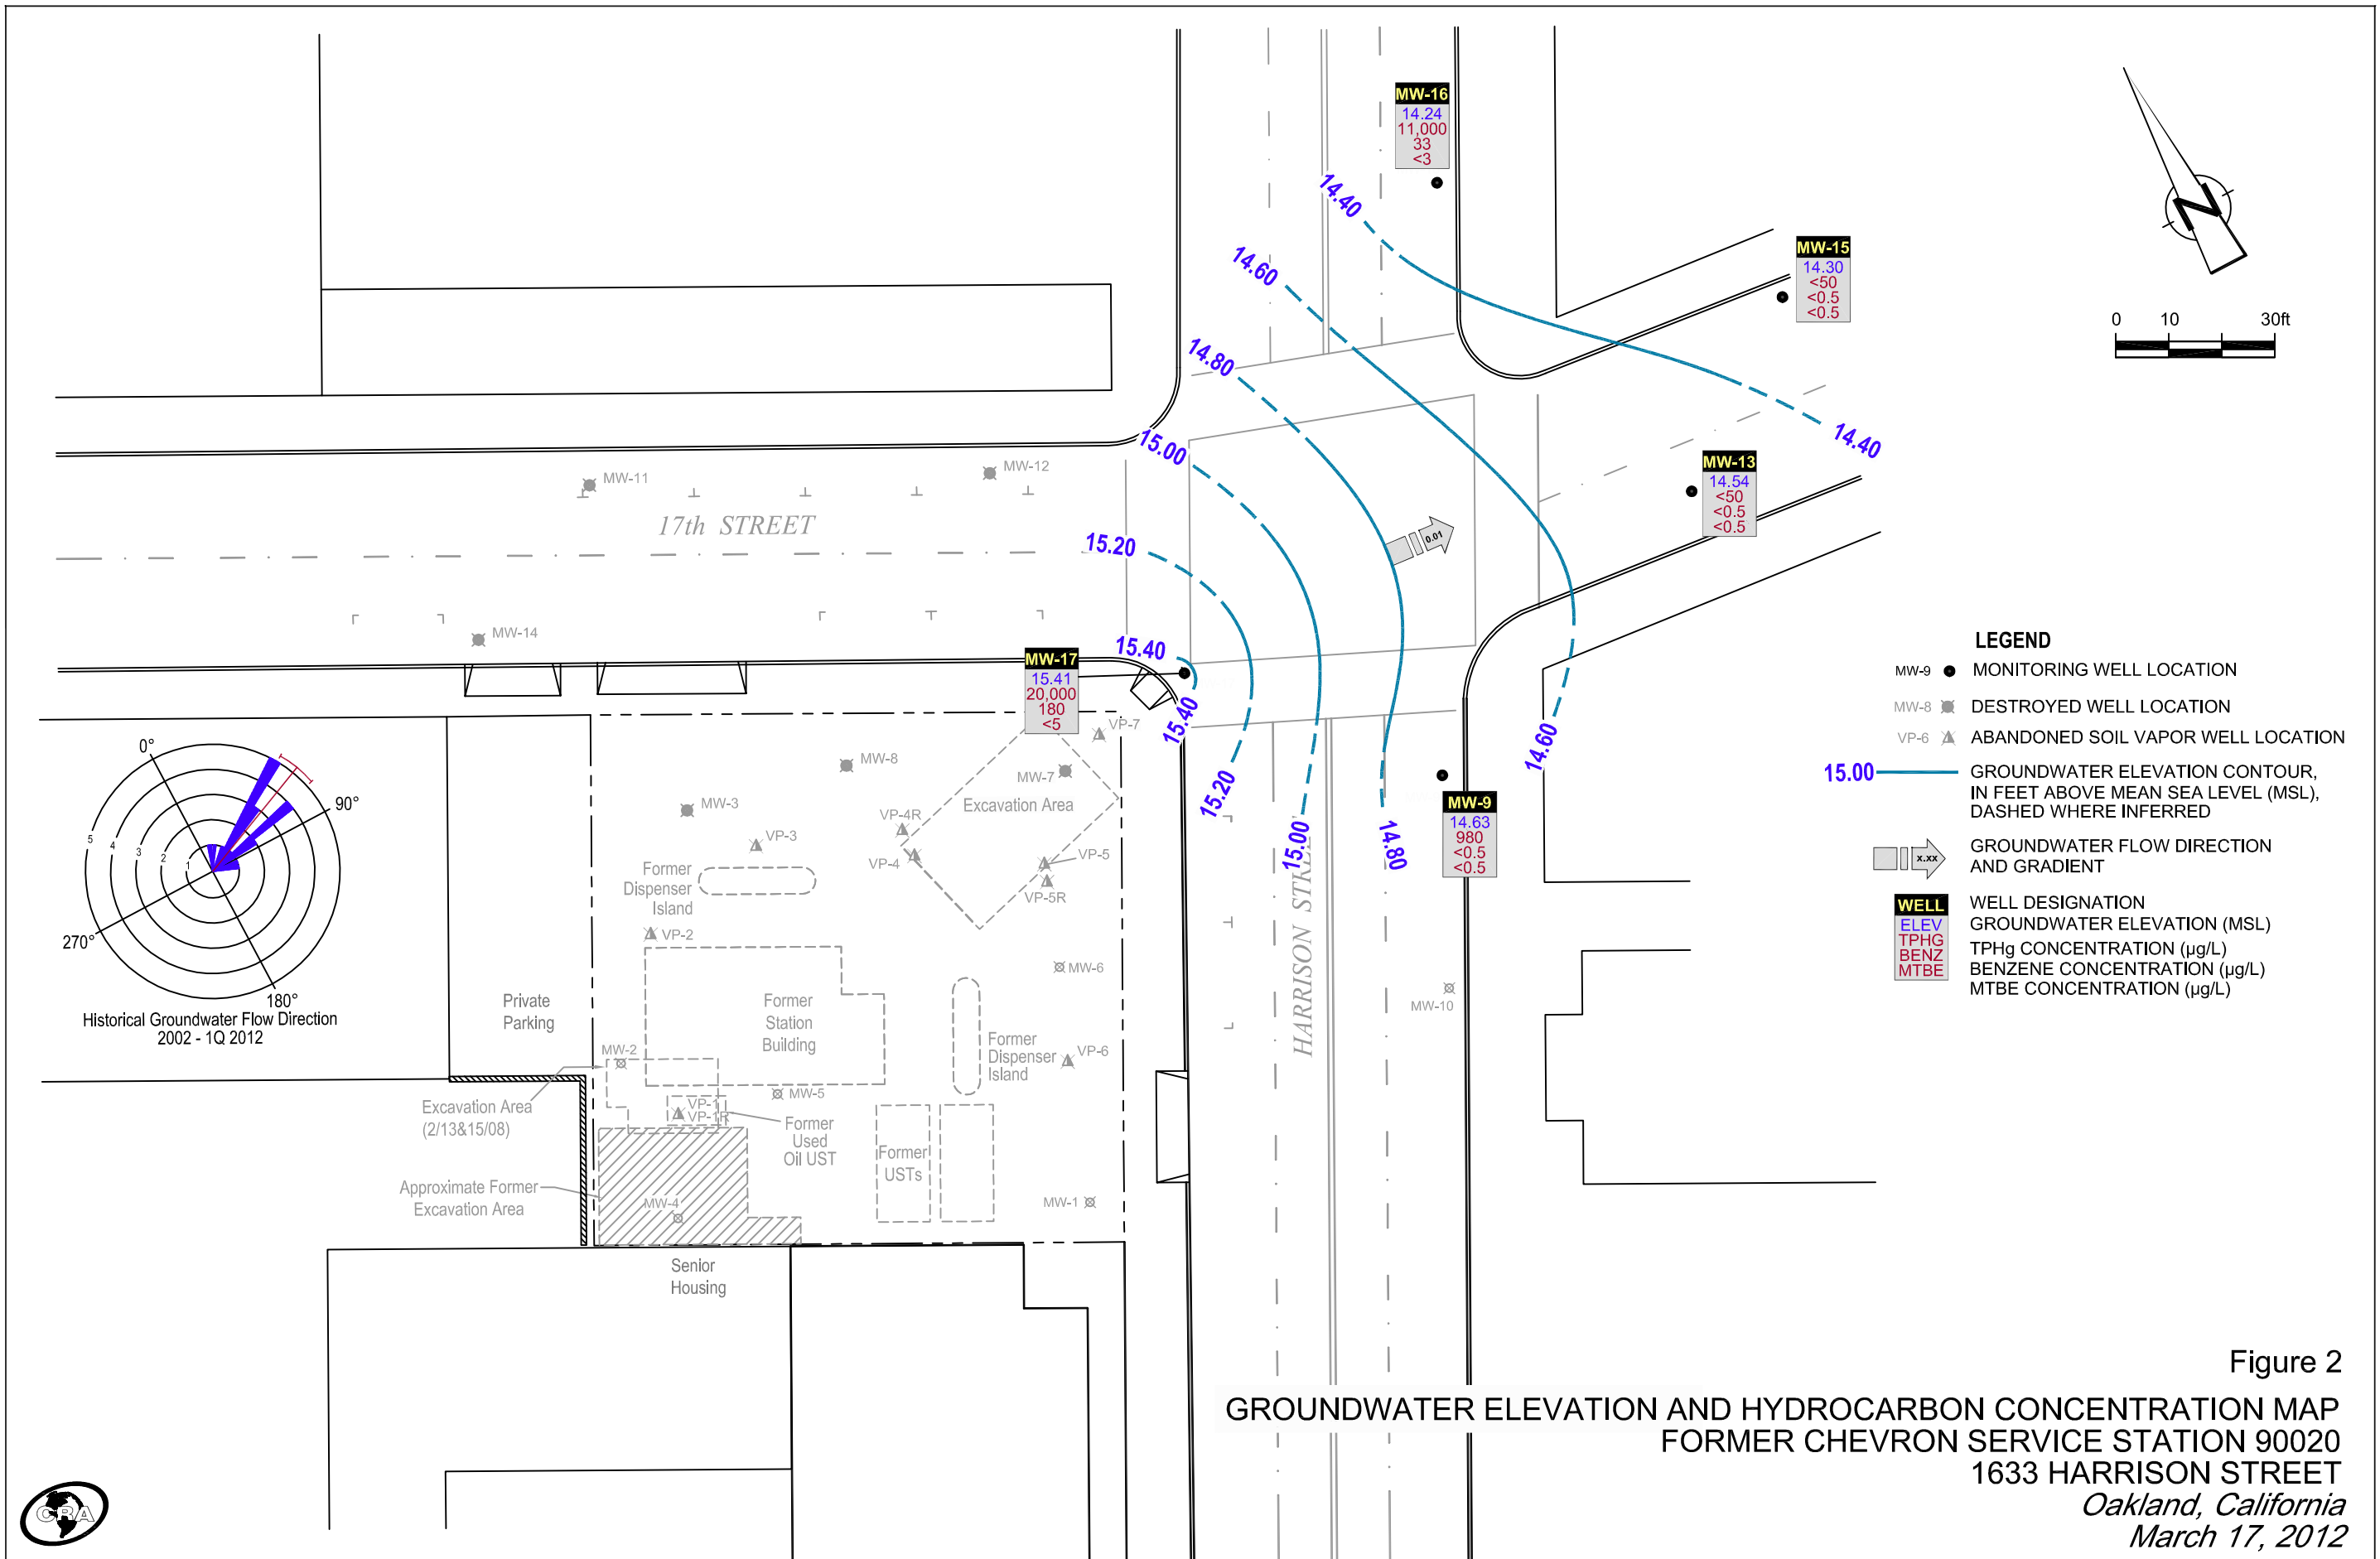 MW-16
14.24
11,000
33
<3
14.40
14.60
14.80
15.00
15.20
15.40
15.40
15.20
15.00
14.80
14.60
14.40
MW-15
14.30
<50
<0.5
<0.5
N
0 10 30ft
MW-13
14.54
<50
<0.5
<0.5
0.01
MW-11
MW-12
17th STREET
MW-14
MW-17
15.41
20,000
180
<5
VP-7
MW-8
MW-7
Excavation Area
MW-3
VP-4R
VP-3
VP-4
VP-5
VP-5R
Former
Dispenser
Island
VP-2
MW-6
MW-9
14.63
980
<0.5
<0.5
MW-10
HARRISON STREET
0°
90°
180°
270°
5
4
3
2
1
Historical Groundwater Flow Direction
2002 - 1Q 2012
Private
Parking
Former
Station
Building
Former
Dispenser
Island
VP-6
MW-2
MW-5
VP-1
VP-1R
Excavation Area
(2/13&15/08)
Former
Used
Oil UST
Former
USTs
Approximate Former
Excavation Area
MW-4
MW-1
Senior
Housing
LEGEND
MW-9 MONITORING WELL LOCATION
MW-8 DESTROYED WELL LOCATION
VP-6 ABANDONED SOIL VAPOR WELL LOCATION
15.00 GROUNDWATER ELEVATION CONTOUR,
IN FEET ABOVE MEAN SEA LEVEL (MSL),
DASHED WHERE INFERRED
x.xx GROUNDWATER FLOW DIRECTION
AND GRADIENT
WELL WELL DESIGNATION
ELEV GROUNDWATER ELEVATION (MSL)
TPHG TPHg CONCENTRATION (µg/L)
BENZ BENZENE CONCENTRATION (µg/L)
MTBE MTBE CONCENTRATION (µg/L)
Figure 2
GROUNDWATER ELEVATION AND HYDROCARBON CONCENTRATION MAP
FORMER CHEVRON SERVICE STATION 90020
1633 HARRISON STREET
Oakland, California
March 17, 2012
CRA